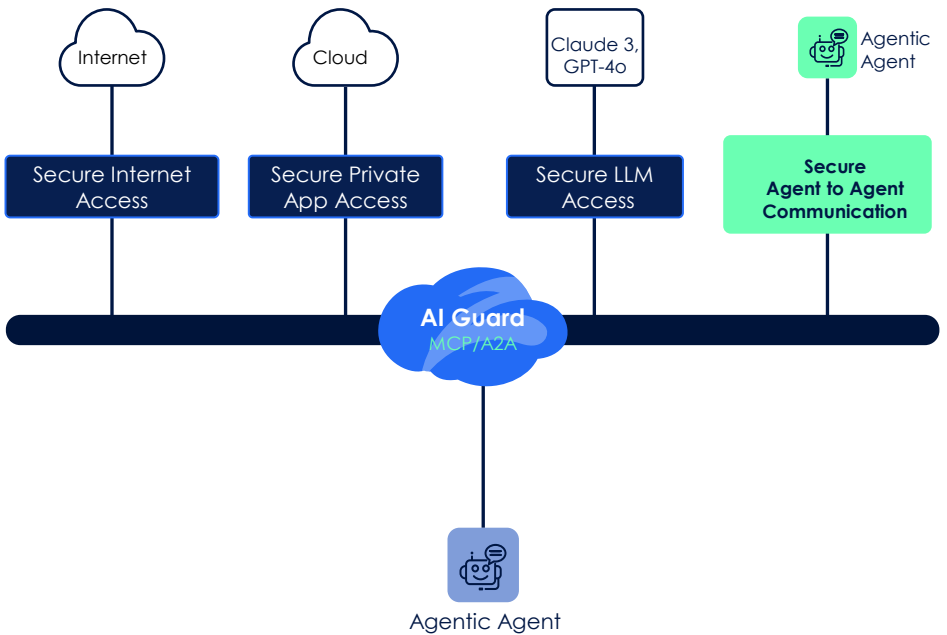 Internet
Cloud
Claude 3,
GPT-4o
Agentic
Agent
Secure Internet
Access
Secure Private
App Access
Secure LLM
Access
Secure
Agent to Agent
Communication
AI Guard
MCP/A2A
Agentic Agent